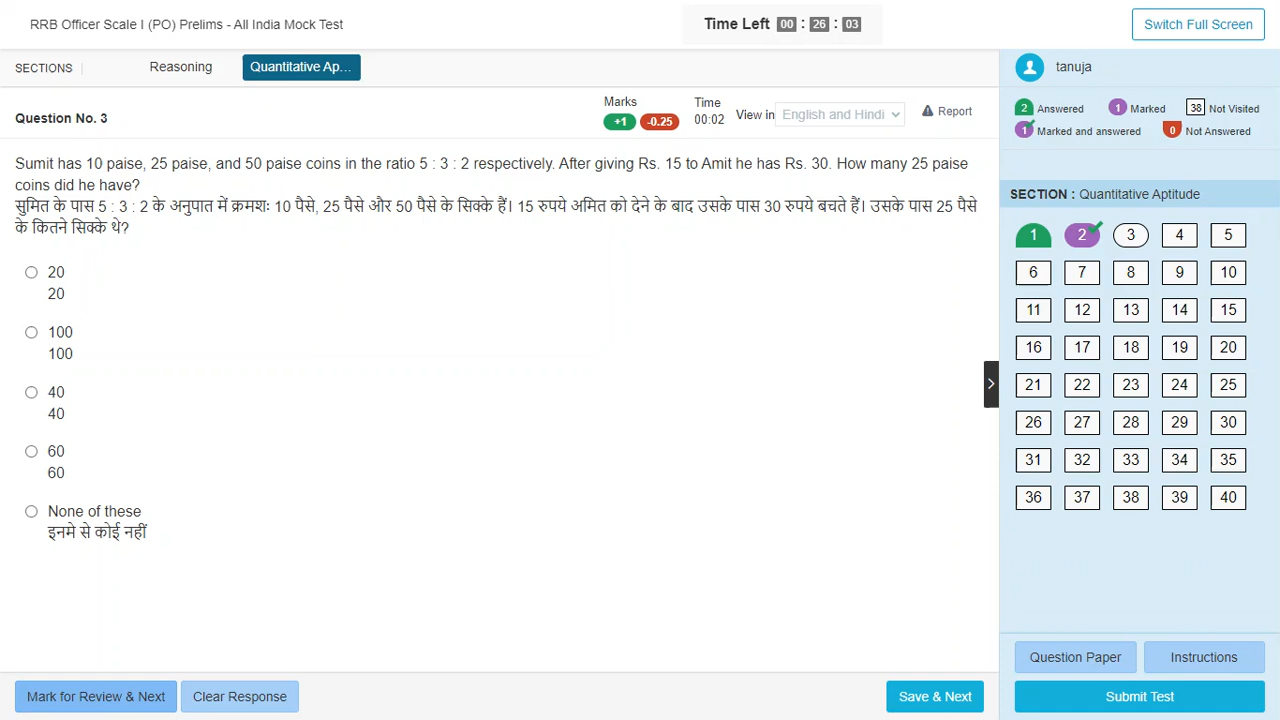 RRB Officer Scale I (PO) Prelims - All India Mock Test
Time Left 00 : 26 : 03
Switch Full Screen
SECTIONS
Reasoning
Quantitative Ap...
tanuja
Question No. 3
Marks
+1 -0.25
Time
00:02
View in English and Hindi
Report
2 Answered
1 Marked
38 Not Visited
1 Marked and answered
0 Not Answered
Sumit has 10 paise, 25 paise, and 50 paise coins in the ratio 5 : 3 : 2 respectively. After giving Rs. 15 to Amit he has Rs. 30. How many 25 paise
coins did he have?
सुमित के पास 5 : 3 : 2 के अनुपात में क्रमशः 10 पैसे, 25 पैसे और 50 पैसे के सिक्के हैं। 15 रुपये अमित को देने के बाद उसके पास 30 रुपये बचते हैं। उसके पास 25 पैसे
के कितने सिक्के थे?
20
20
100
100
40
40
60
60
None of these
इनमे से कोई नहीं
SECTION : Quantitative Aptitude
1 2 3 4 5
6 7 8 9 10
11 12 13 14 15
16 17 18 19 20
21 22 23 24 25
26 27 28 29 30
31 32 33 34 35
36 37 38 39 40
Question Paper
Instructions
Mark for Review & Next
Clear Response
Save & Next
Submit Test